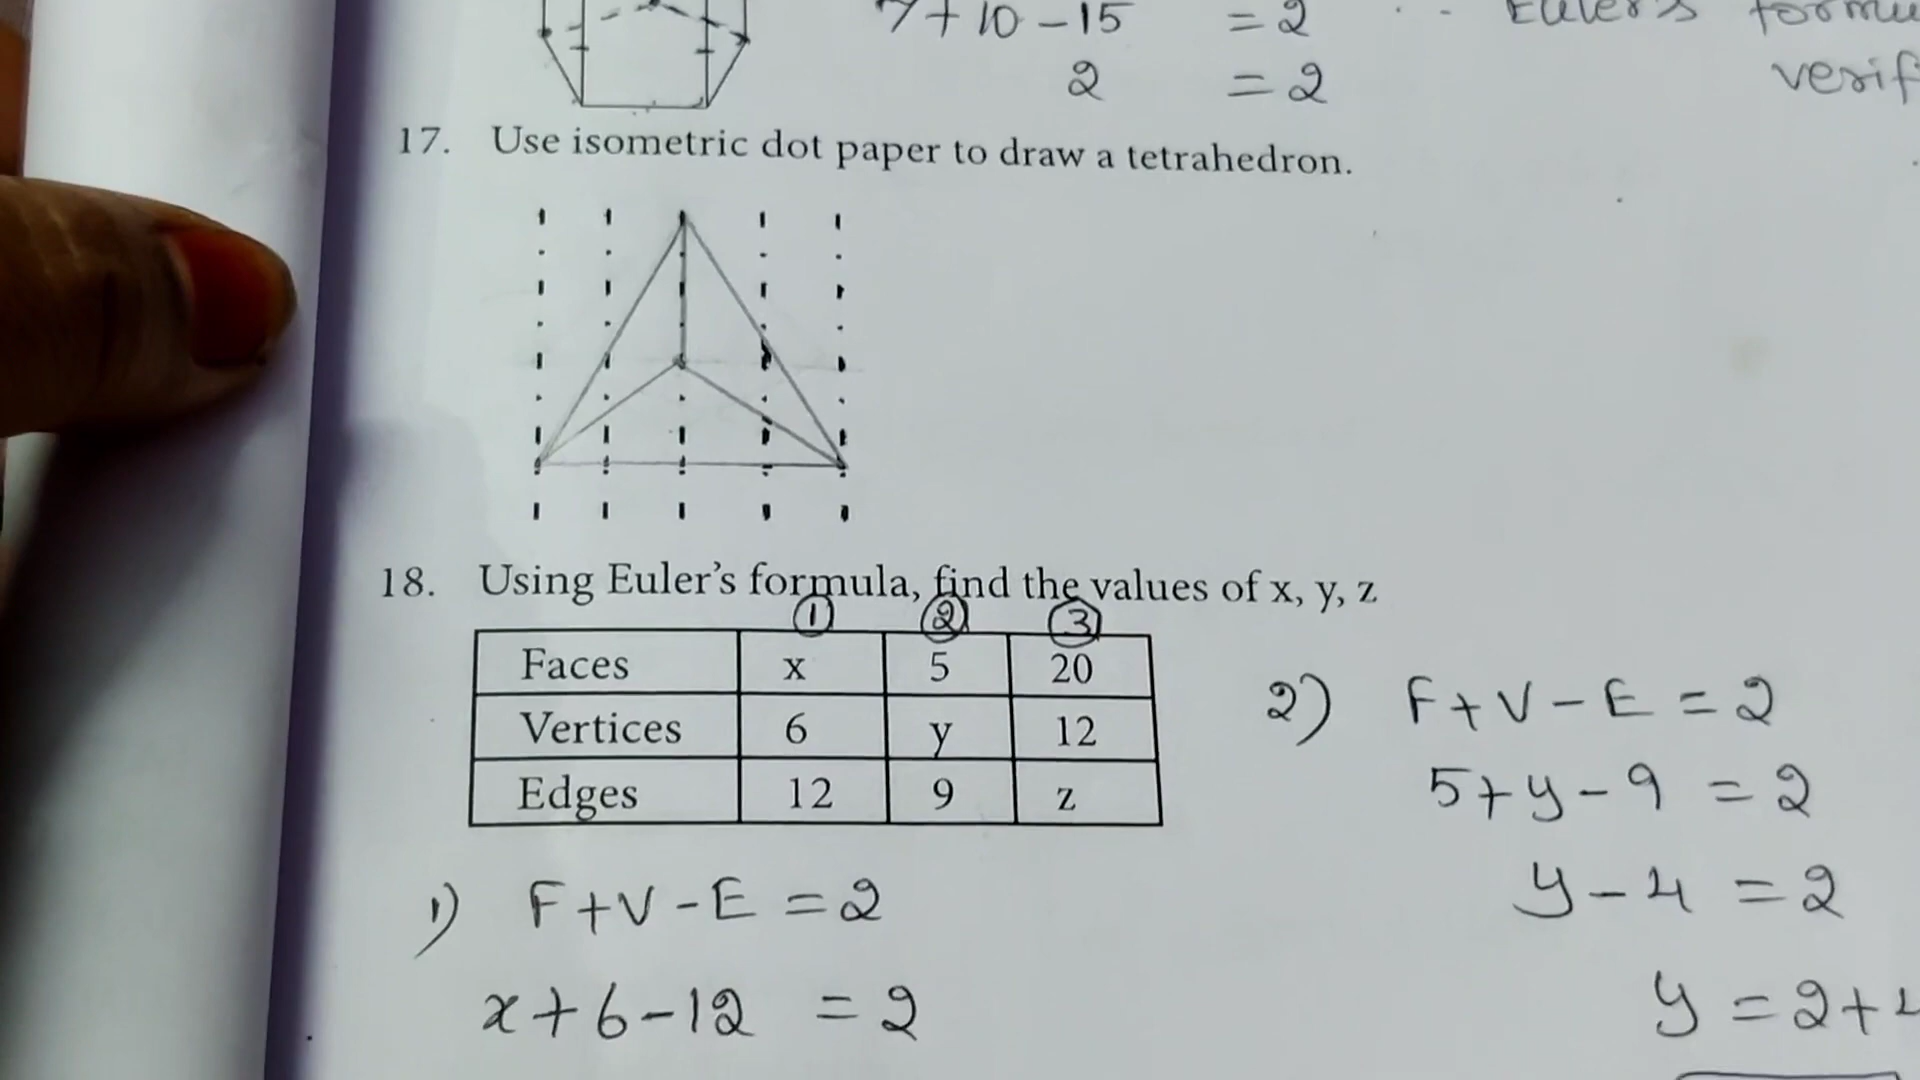 7 + 10 - 15 = 2 ∴ Euler's
2 = 2
17. Use isometric dot paper to draw a tetrahedron.
18. Using Euler's formula, find the values of x, y, z
① ② ③
Faces x 5 20
Vertices 6 y 12
Edges 12 9 z
1) F + V - E = 2
x + 6 - 12 = 2
2) F + V - E = 2
5 + y - 9 = 2
y - 4 = 2
y = 2 +